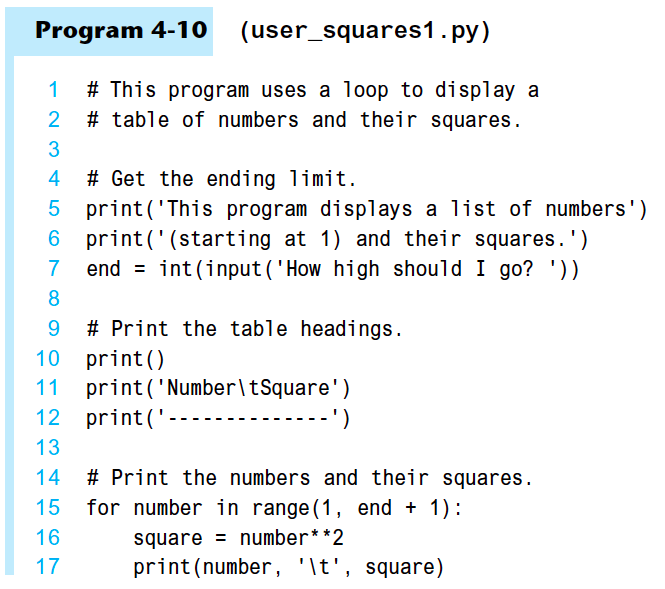 Program 4-10 (user_squares1.py)
1 # This program uses a loop to display a
2 # table of numbers and their squares.
3
4 # Get the ending limit.
5 print('This program displays a list of numbers')
6 print('(starting at 1) and their squares.')
7 end = int(input('How high should I go? '))
8
9 # Print the table headings.
10 print()
11 print('Number\tSquare')
12 print('--------------')
13
14 # Print the numbers and their squares.
15 for number in range(1, end + 1):
16     square = number**2
17     print(number, '\t', square)